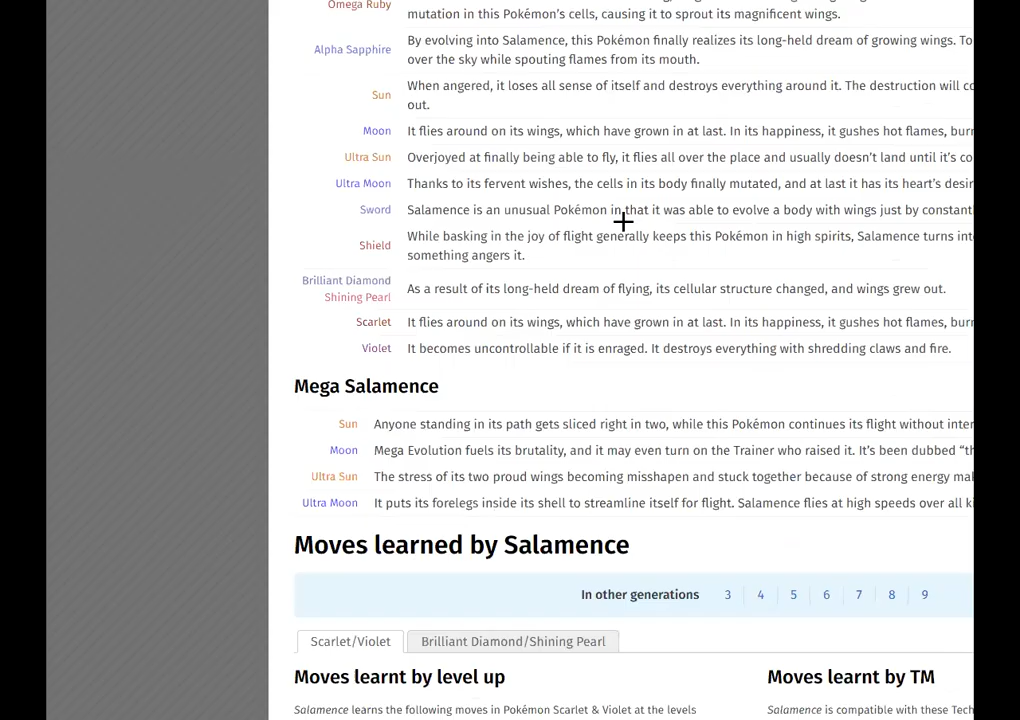 Omega Ruby
mutation in this Pokémon's cells, causing it to sprout its magnificent wings.
Alpha Sapphire
By evolving into Salamence, this Pokémon finally realizes its long-held dream of growing wings. To
over the sky while spouting flames from its mouth.
Sun
When angered, it loses all sense of itself and destroys everything around it. The destruction will
out.
Moon It flies around on its wings, which have grown in at last. In its happiness, it gushes hot flames,
Ultra Sun Overjoyed at finally being able to fly, it flies all over the place and usually doesn't land until it's
Ultra Moon Thanks to its fervent wishes, the cells in its body finally mutated, and at last it has its heart's
Sword Salamence is an unusual Pokémon in that it was able to evolve a body with wings just by
Shield
While basking in the joy of flight generally keeps this Pokémon in high spirits, Salamence turns
something angers it.
Brilliant Diamond
Shining Pearl
As a result of its long-held dream of flying, its cellular structure changed, and wings grew out.
Scarlet It flies around on its wings, which have grown in at last. In its happiness, it gushes hot flames,
Violet It becomes uncontrollable if it is enraged. It destroys everything with shredding claws and fire.
Mega Salamence
Sun Anyone standing in its path gets sliced right in two, while this Pokémon continues its flight without
Moon Mega Evolution fuels its brutality, and it may even turn on the Trainer who raised it. It's been dubbed
Ultra Sun The stress of its two proud wings becoming misshapen and stuck together because of strong energy
Ultra Moon It puts its forelegs inside its shell to streamline itself for flight. Salamence flies at high speeds over all
Moves learned by Salamence
In other generations 3 4 5 6 7 8 9
Scarlet/Violet Brilliant Diamond/Shining Pearl
Moves learnt by level up Moves learnt by TM
Salamence learns the following moves in Pokémon Scarlet & Violet at the levels Salamence is compatible with these